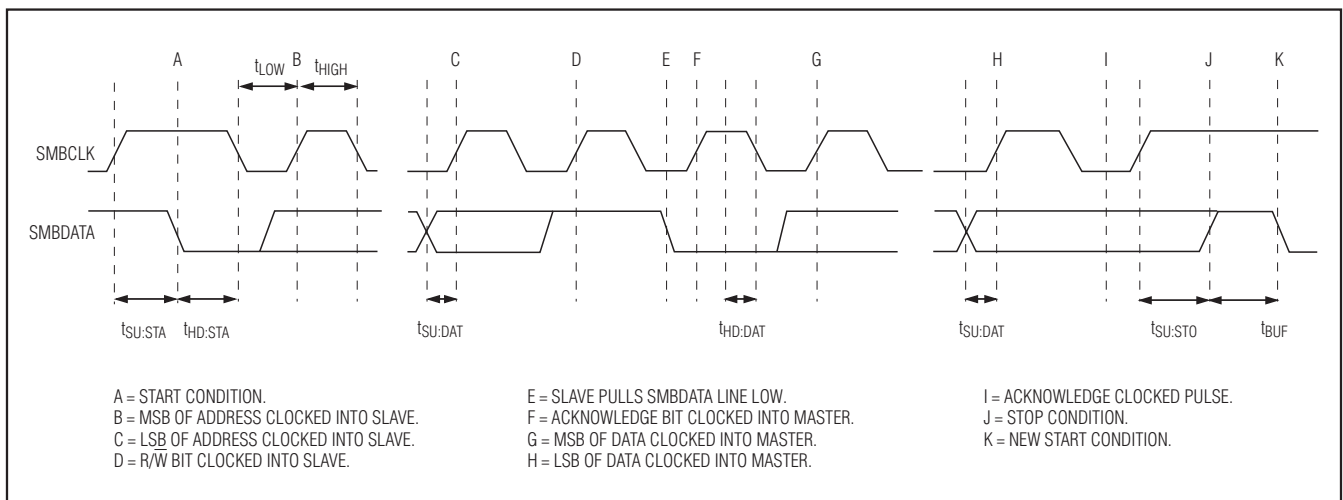 A tLOW B tHIGH C D E F G H I J K
SMBCLK
SMBDATA
tSU:STA tHD:STA tSU:DAT tHD:DAT tSU:DAT tSU:STO tBUF
A = START CONDITION.
B = MSB OF ADDRESS CLOCKED INTO SLAVE.
C = LSB OF ADDRESS CLOCKED INTO SLAVE.
D = R/W̅ BIT CLOCKED INTO SLAVE.
E = SLAVE PULLS SMBDATA LINE LOW.
F = ACKNOWLEDGE BIT CLOCKED INTO MASTER.
G = MSB OF DATA CLOCKED INTO MASTER.
H = LSB OF DATA CLOCKED INTO MASTER.
I = ACKNOWLEDGE CLOCKED PULSE.
J = STOP CONDITION.
K = NEW START CONDITION.